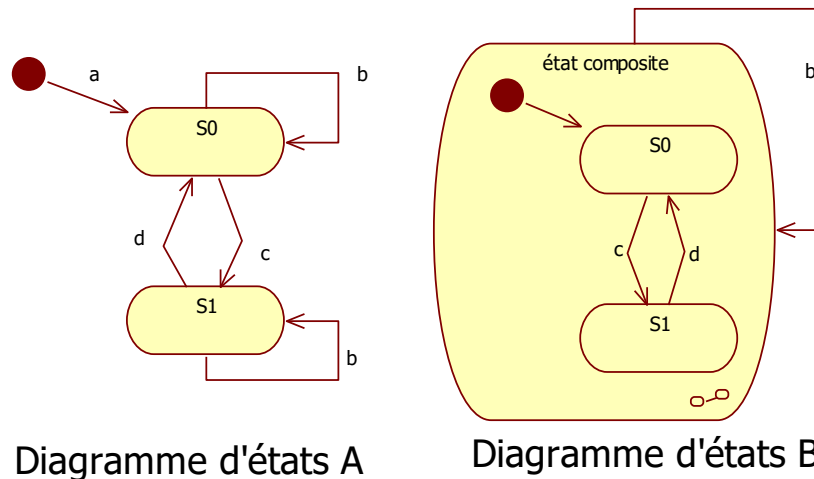 a
b
S0
d
c
S1
b
Diagramme d'états A
b
état composite
S0
c
d
S1
Diagramme d'états B